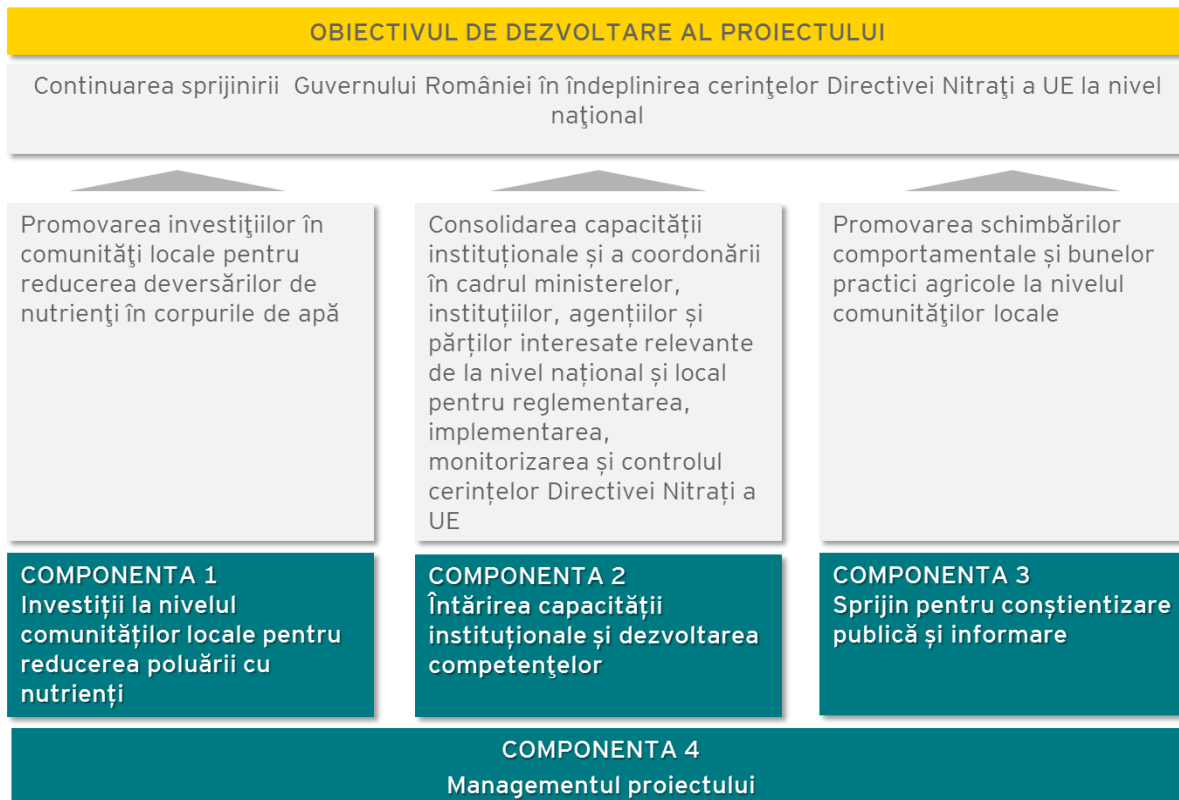 OBIECTIVUL DE DEZVOLTARE AL PROIECTULUI
Continuarea sprijinirii Guvernului României în îndeplinirea cerinţelor Directivei Nitraţi a UE la nivel
naţional
Promovarea investiţiilor în
comunităţi locale pentru
reducerea deversărilor de
nutrienţi în corpurile de apă
Consolidarea capacității
instituționale și a coordonării
în cadrul ministerelor,
instituțiilor, agențiilor și
părților interesate relevante
de la nivel național și local
pentru reglementarea,
implementarea,
monitorizarea și controlul
cerințelor Directivei Nitrați a
UE
Promovarea schimbărilor
comportamentale și bunelor
practici agricole la nivelul
comunităţilor locale
COMPONENTA 1
Investiții la nivelul
comunităților locale pentru
reducerea poluării cu
nutrienți
COMPONENTA 2
Întărirea capacității
instituționale și dezvoltarea
competenţelor
COMPONENTA 3
Sprijin pentru conștientizare
publică și informare
COMPONENTA 4
Managementul proiectului